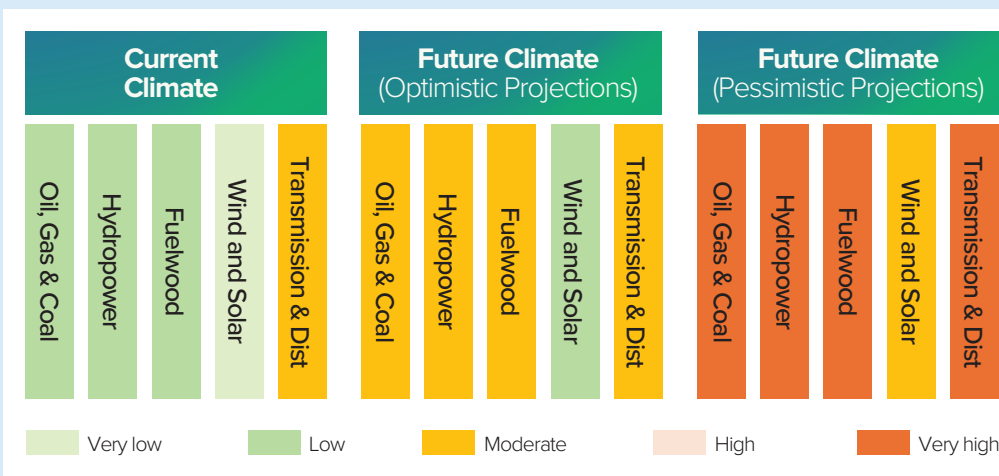 Current
Climate
Oil, Gas & Coal
Hydropower
Fuelwood
Wind and Solar
Transmission & Dist
Future Climate
(Optimistic Projections)
Oil, Gas & Coal
Hydropower
Fuelwood
Wind and Solar
Transmission & Dist
Future Climate
(Pessimistic Projections)
Oil, Gas & Coal
Hydropower
Fuelwood
Wind and Solar
Transmission & Dist
Very low
Low
Moderate
High
Very high